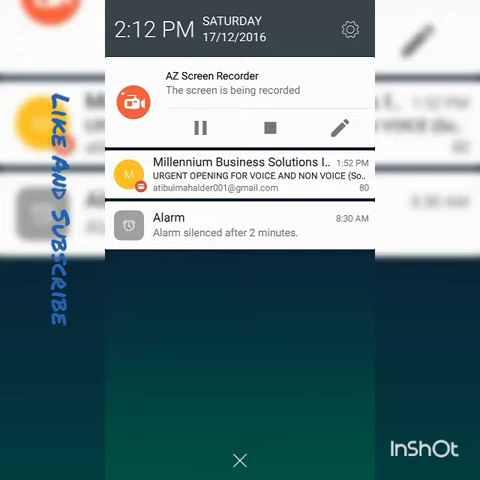 2:12 PM
SATURDAY
17/12/2016
AZ Screen Recorder
The screen is being recorded
Millennium Business Solutions I.. 1:52 PM
M
URGENT OPENING FOR VOICE AND NON VOICE (So..
atibulmahalder001@gmail.com 80
Alarm 8:30 AM
Alarm silenced after 2 minutes.
LIKE AND SUBSCRIBE
InShOt